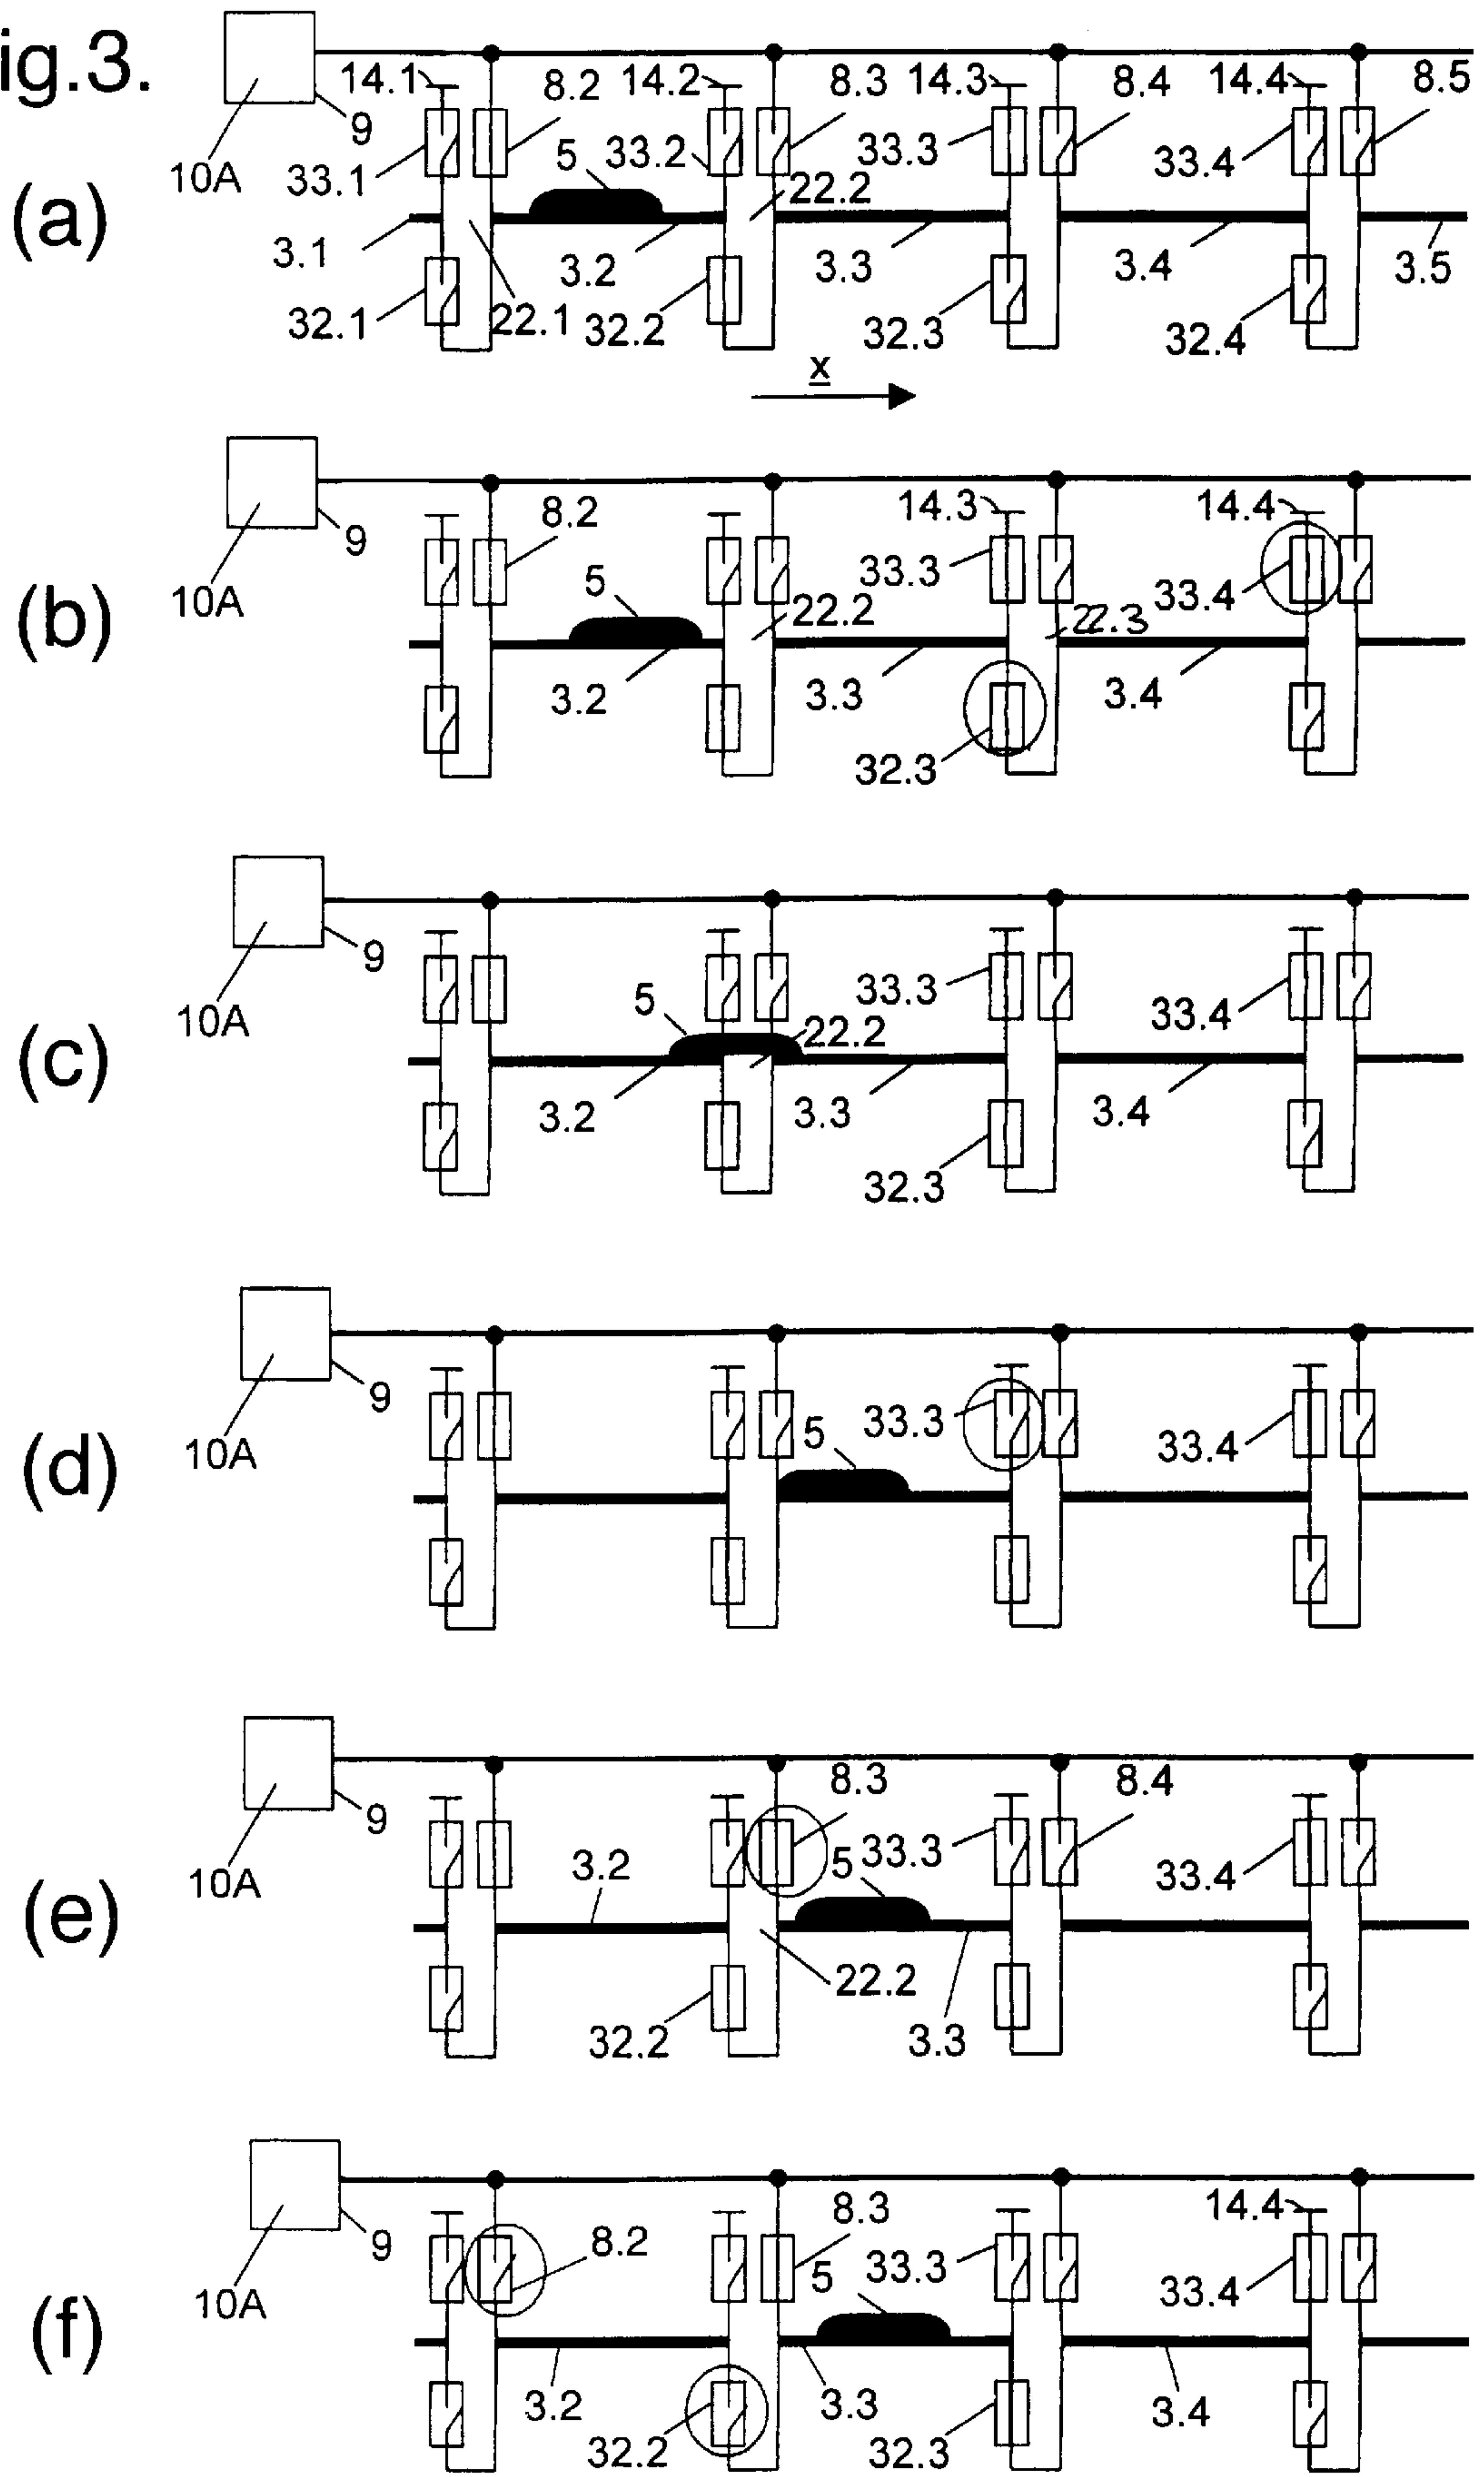 ig.3.
14.1 8.2 14.2 8.3 14.3 8.4 14.4 8.5
9 5 33.2 33.3 33.4
10A 33.1 22.2
(a)
3.1 3.2 3.3 3.4 3.5
32.1 22.1 32.2 32.3 32.4
x
14.3 14.4
8.2
9
10A 5 33.3 33.4
(b) 22.2 22.3
3.2 3.3 3.4
32.3
9
10A 5 33.3 33.4
(c) 22.2
3.2 3.3 3.4
32.3
9
10A 5 33.3 33.4
(d)
8.3 8.4
9
10A 3.2 5 33.3 33.4
(e)
22.2
32.2 3.3
14.4
9 8.2 8.3
10A 5 33.3 33.4
(f)
3.2 3.3 3.4
32.2 32.3